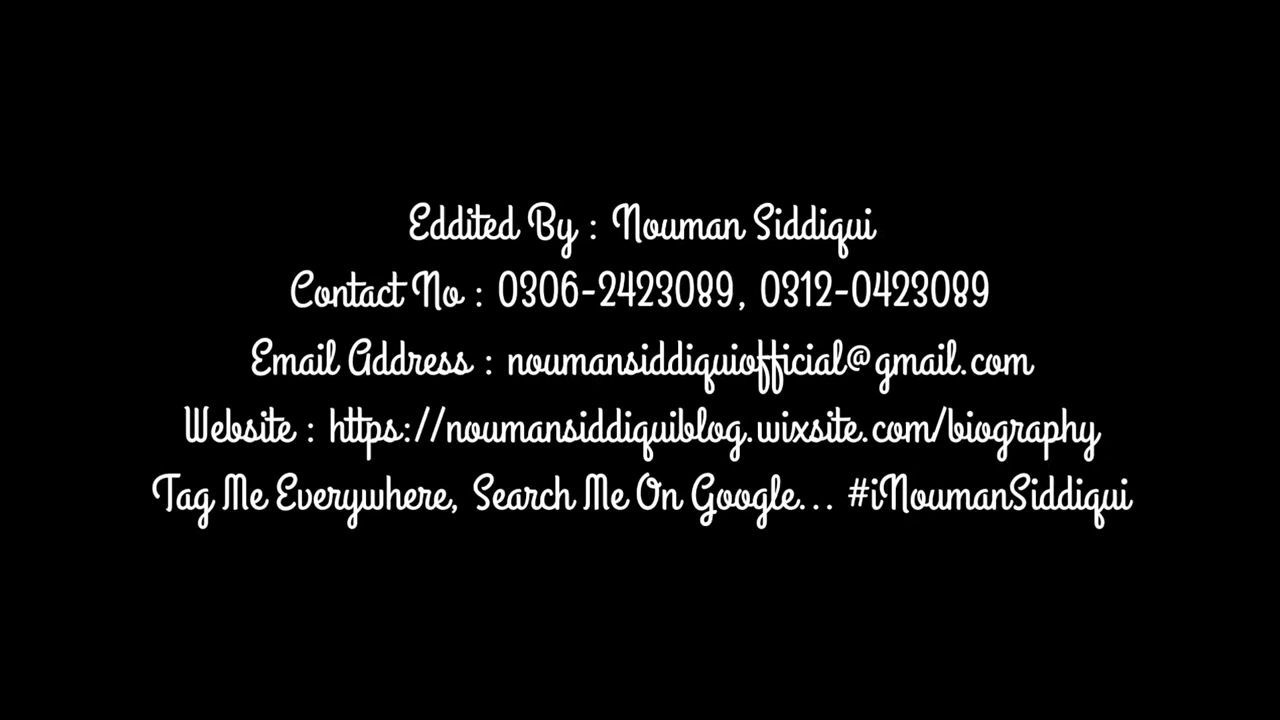 Eddited By : Nouman Siddiqui
Contact No : 0306-2423089, 0312-0423089
Email Address : noumansiddiquiofficial@gmail.com
Website : https://noumansiddiquiblog.wixsite.com/biography
Tag Me Everywhere, Search Me On Google... #iNoumanSiddiqui